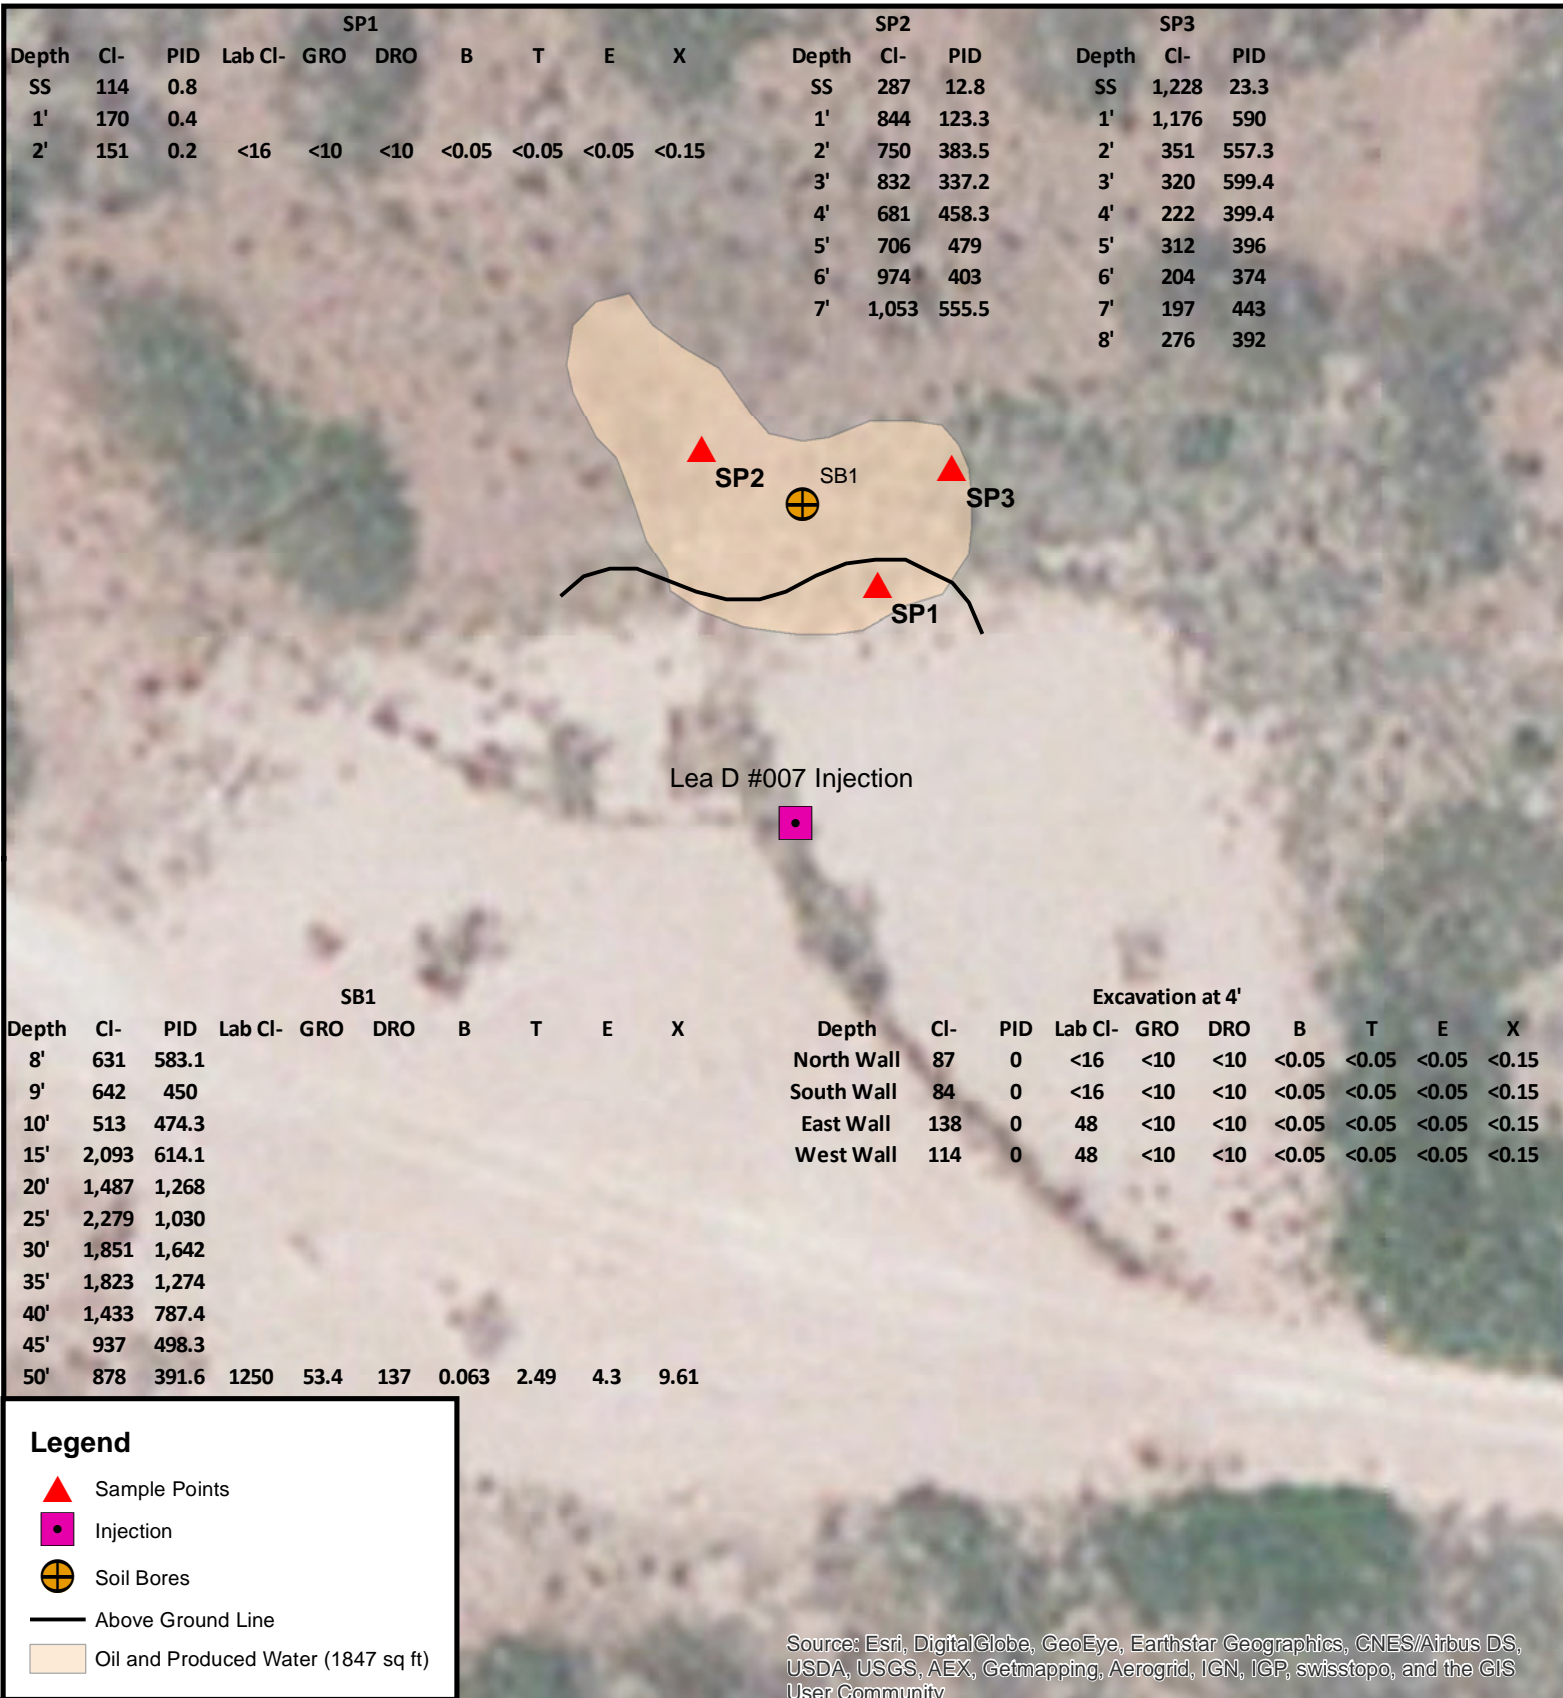 SP1
Depth Cl- PID Lab Cl- GRO DRO B T E X
SS 114 0.8
1' 170 0.4
2' 151 0.2 <16 <10 <10 <0.05 <0.05 <0.05 <0.15
SP2
Depth Cl- PID
SS 287 12.8
1' 844 123.3
2' 750 383.5
3' 832 337.2
4' 681 458.3
5' 706 479
6' 974 403
7' 1,053 555.5
SP3
Depth Cl- PID
SS 1,228 23.3
1' 1,176 590
2' 351 557.3
3' 320 599.4
4' 222 399.4
5' 312 396
6' 204 374
7' 197 443
8' 276 392
SP2
SB1
SP3
SP1
Lea D #007 Injection
SB1
Depth Cl- PID Lab Cl- GRO DRO B T E X
8' 631 583.1
9' 642 450
10' 513 474.3
15' 2,093 614.1
20' 1,487 1,268
25' 2,279 1,030
30' 1,851 1,642
35' 1,823 1,274
40' 1,433 787.4
45' 937 498.3
50' 878 391.6 1250 53.4 137 0.063 2.49 4.3 9.61
Excavation at 4'
Depth Cl- PID Lab Cl- GRO DRO B T E X
North Wall 87 0 <16 <10 <10 <0.05 <0.05 <0.05 <0.15
South Wall 84 0 <16 <10 <10 <0.05 <0.05 <0.05 <0.15
East Wall 138 0 48 <10 <10 <0.05 <0.05 <0.05 <0.15
West Wall 114 0 48 <10 <10 <0.05 <0.05 <0.05 <0.15
Legend
Sample Points
Injection
Soil Bores
Above Ground Line
Oil and Produced Water (1847 sq ft)
Source: Esri, DigitalGlobe, GeoEye, Earthstar Geographics, CNES/Airbus DS,
USDA, USGS, AEX, Getmapping, Aerogrid, IGN, IGP, swisstopo, and the GIS
User Community